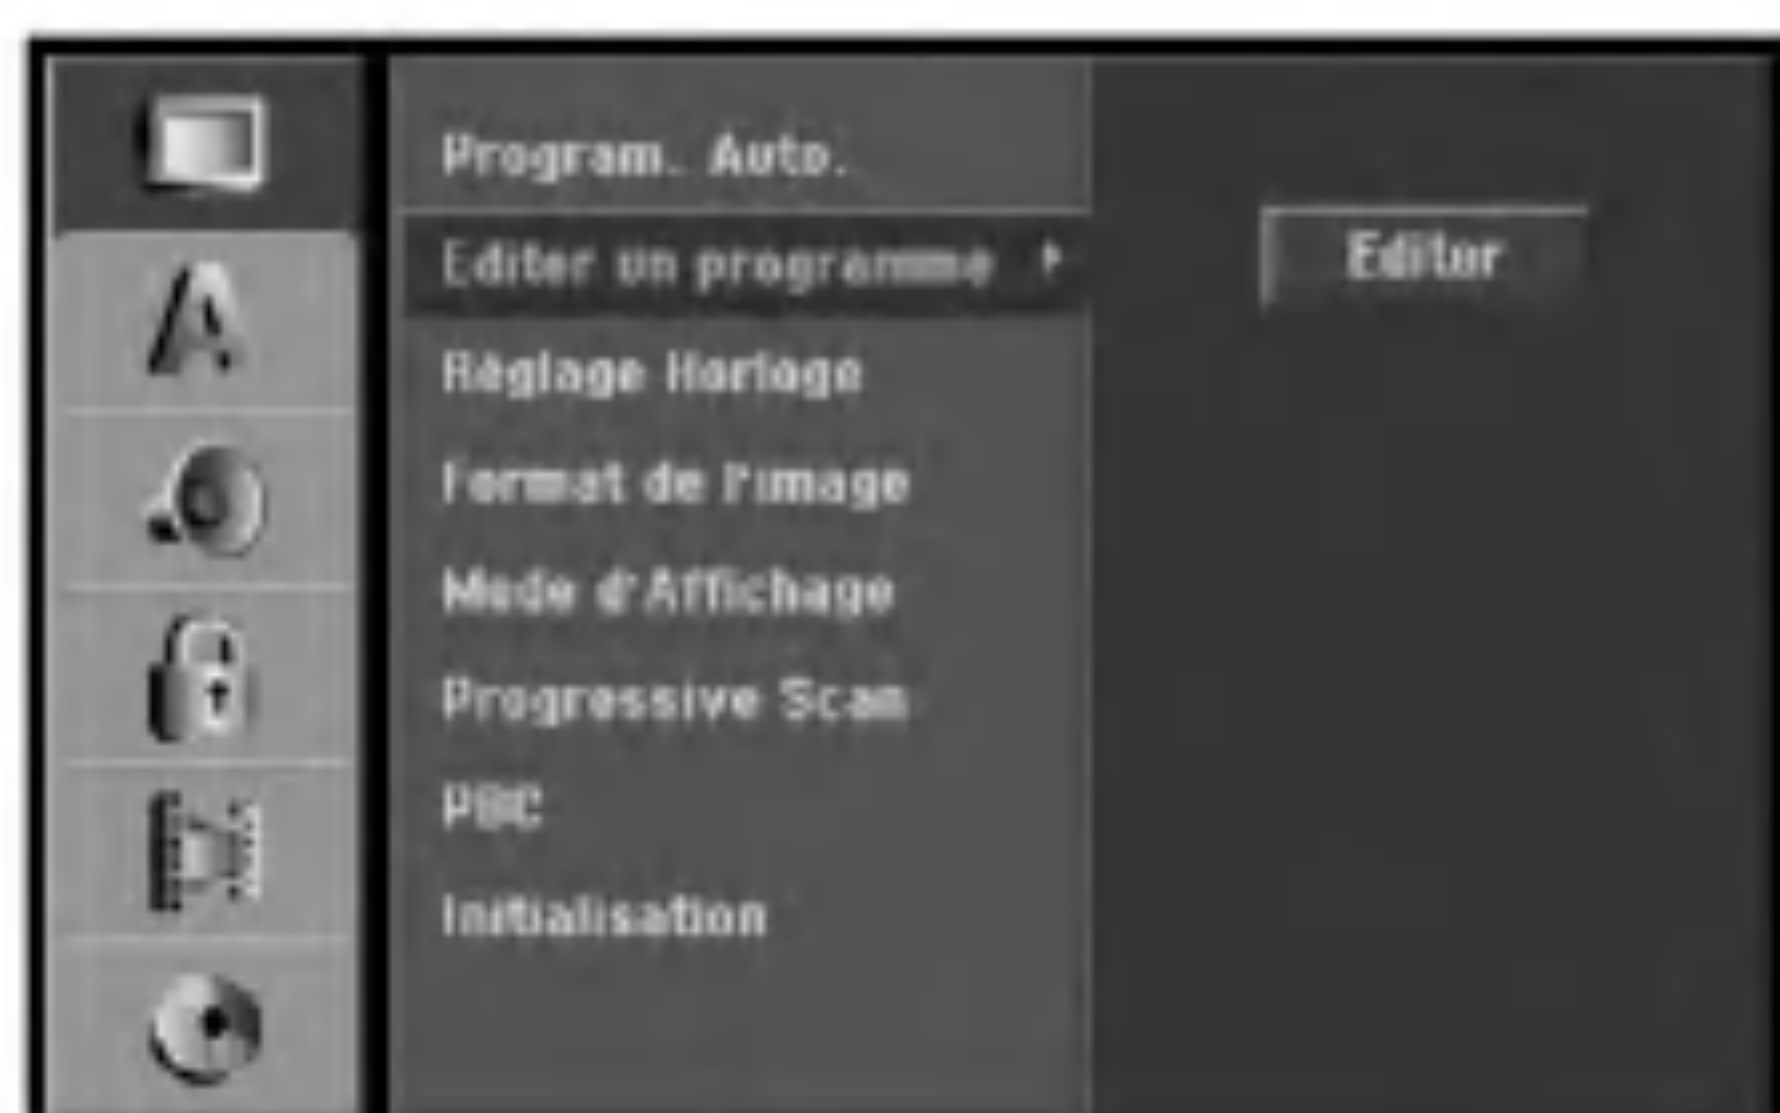 Program. Auto.
Editer un programme
Editer
Réglage Horloge
Format de l'image
Mode d'Affichage
Progressive Scan
PBC
Initialisation